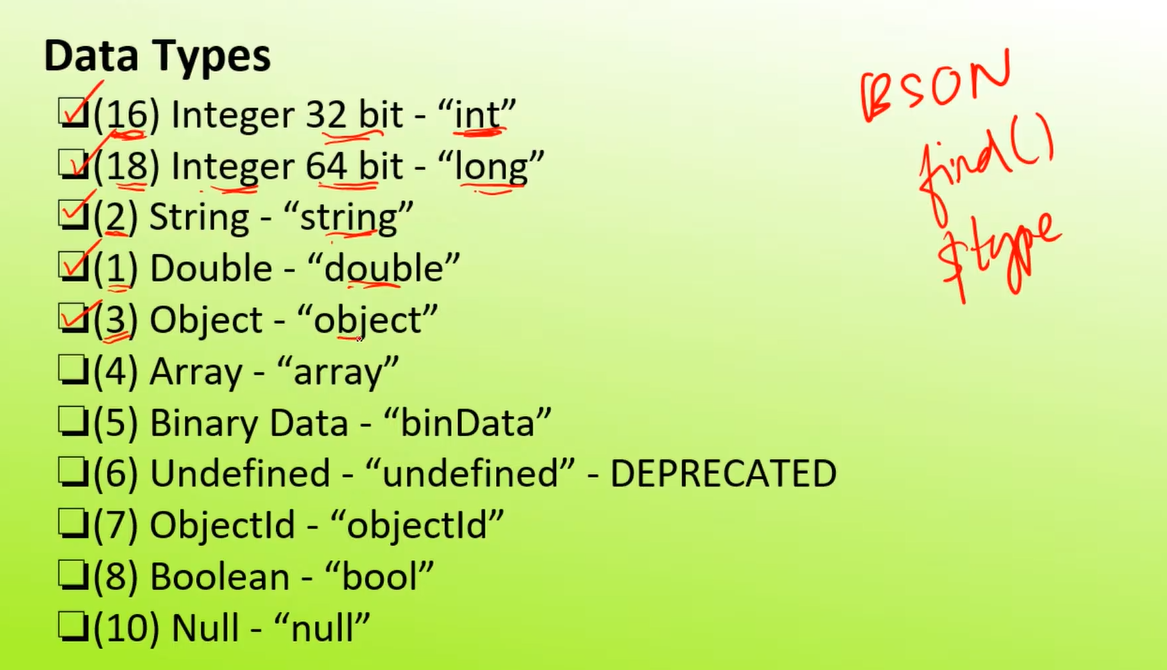 Data Types
(16) Integer 32 bit - “int”
(18) Integer 64 bit - “long”
(2) String - “string”
(1) Double - “double”
(3) Object - “object”
(4) Array - “array”
(5) Binary Data - “binData”
(6) Undefined - “undefined” - DEPRECATED
(7) ObjectId - “objectId”
(8) Boolean - “bool”
(10) Null - “null”
BSON
find()
$type